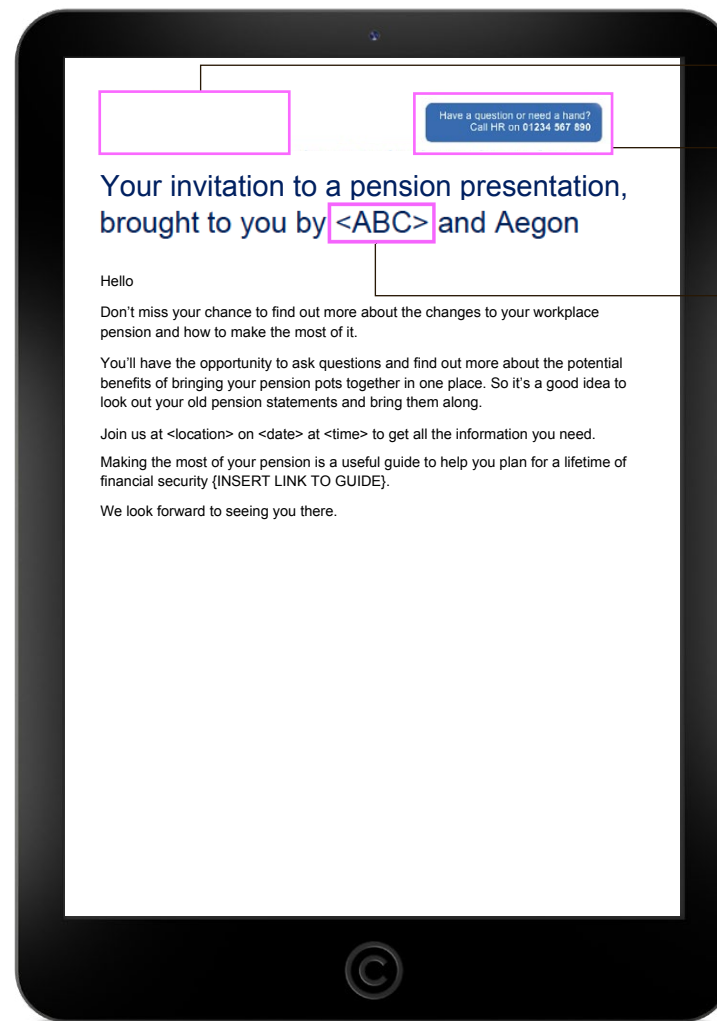 Have a question or need a hand?
Call HR on 01234 567 890
Your invitation to a pension presentation,
brought to you by <ABC> and Aegon
Hello
Don’t miss your chance to find out more about the changes to your workplace
pension and how to make the most of it.
You’ll have the opportunity to ask questions and find out more about the potential
benefits of bringing your pension pots together in one place. So it’s a good idea to
look out your old pension statements and bring them along.
Join us at <location> on <date> at <time> to get all the information you need.
Making the most of your pension is a useful guide to help you plan for a lifetime of
financial security {INSERT LINK TO GUIDE}.
We look forward to seeing you there.
©